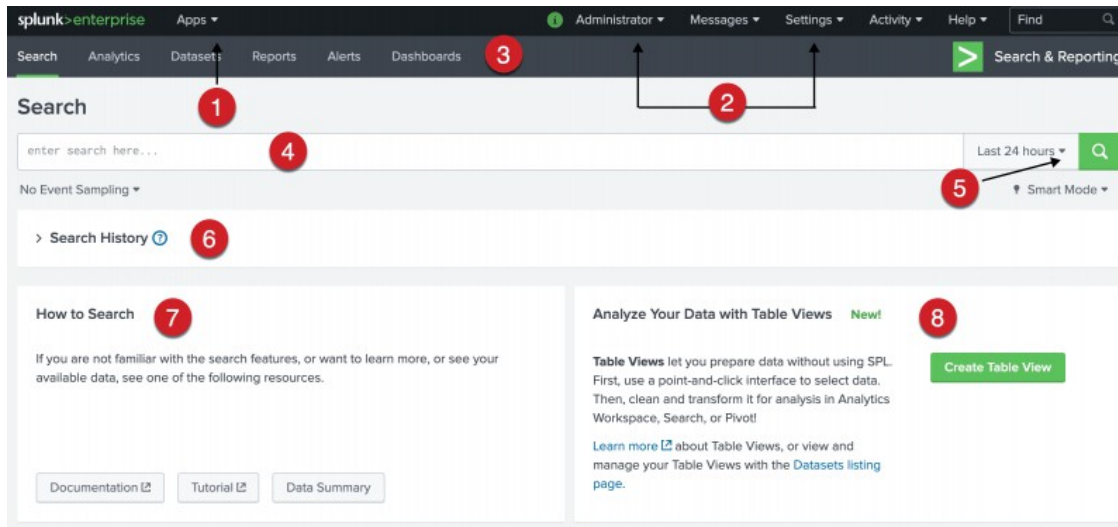 splunk>enterprise Apps Administrator Messages Settings Activity Help Find
Search Analytics Datasets Reports Alerts Dashboards 3 Search & Reporting
Search 1 2
enter search here... 4 Last 24 hours
No Event Sampling 5 Smart Mode
> Search History ? 6
How to Search 7
If you are not familiar with the search features, or want to learn more, or see your
available data, see one of the following resources.
Documentation Tutorial Data Summary
Analyze Your Data with Table Views New! 8
Table Views let you prepare data without using SPL.
First, use a point-and-click interface to select data.
Then, clean and transform it for analysis in Analytics
Workspace, Search, or Pivot!
Create Table View
Learn more about Table Views, or view and
manage your Table Views with the Datasets listing
page.